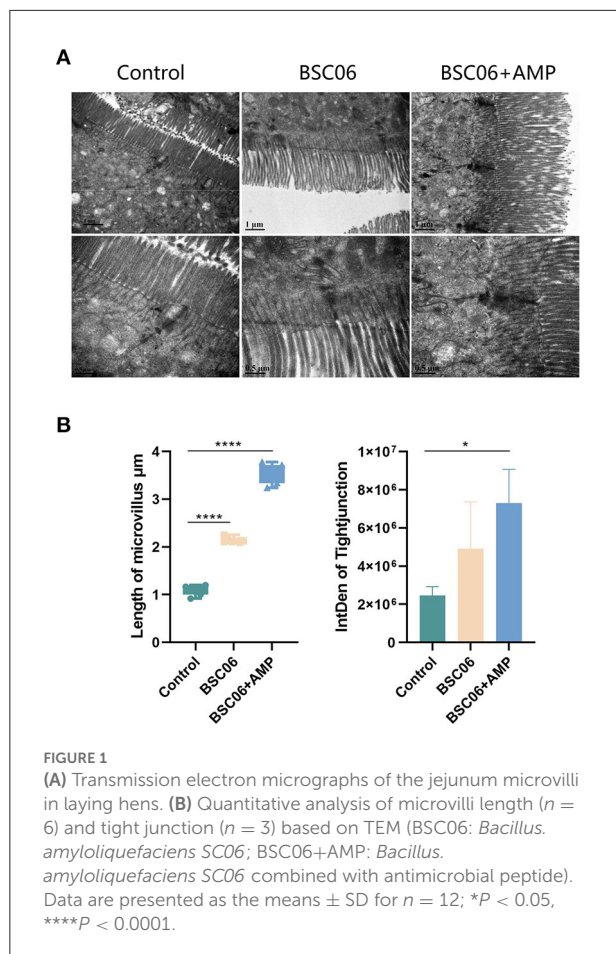 A
Control BSC06 BSC06+AMP
1 μm 1 μm
0.5 μm 0.5 μm
B
Length of microvillus μm
4
3
2
1
0
****
****
Control
BSC06
BSC06+AMP
IntDen of Tightjunction
1×10⁷
8×10⁶
6×10⁶
4×10⁶
2×10⁶
0
*
Control
BSC06
BSC06+AMP
FIGURE 1
(A) Transmission electron micrographs of the jejunum microvilli
in laying hens. (B) Quantitative analysis of microvilli length (n =
6) and tight junction (n = 3) based on TEM (BSC06: Bacillus.
amyloliquefaciens SC06; BSC06+AMP: Bacillus.
amyloliquefaciens SC06 combined with antimicrobial peptide).
Data are presented as the means ± SD for n = 12; *P < 0.05,
****P < 0.0001.